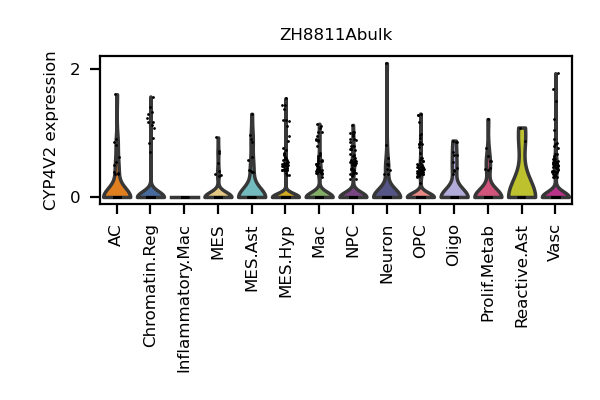 ZH8811Abulk
CYP4V2 expression
2
0
AC
Chromatin.Reg
Inflammatory.Mac
MES
MES.Ast
MES.Hyp
Mac
NPC
Neuron
OPC
Oligo
Prolif.Metab
Reactive.Ast
Vasc